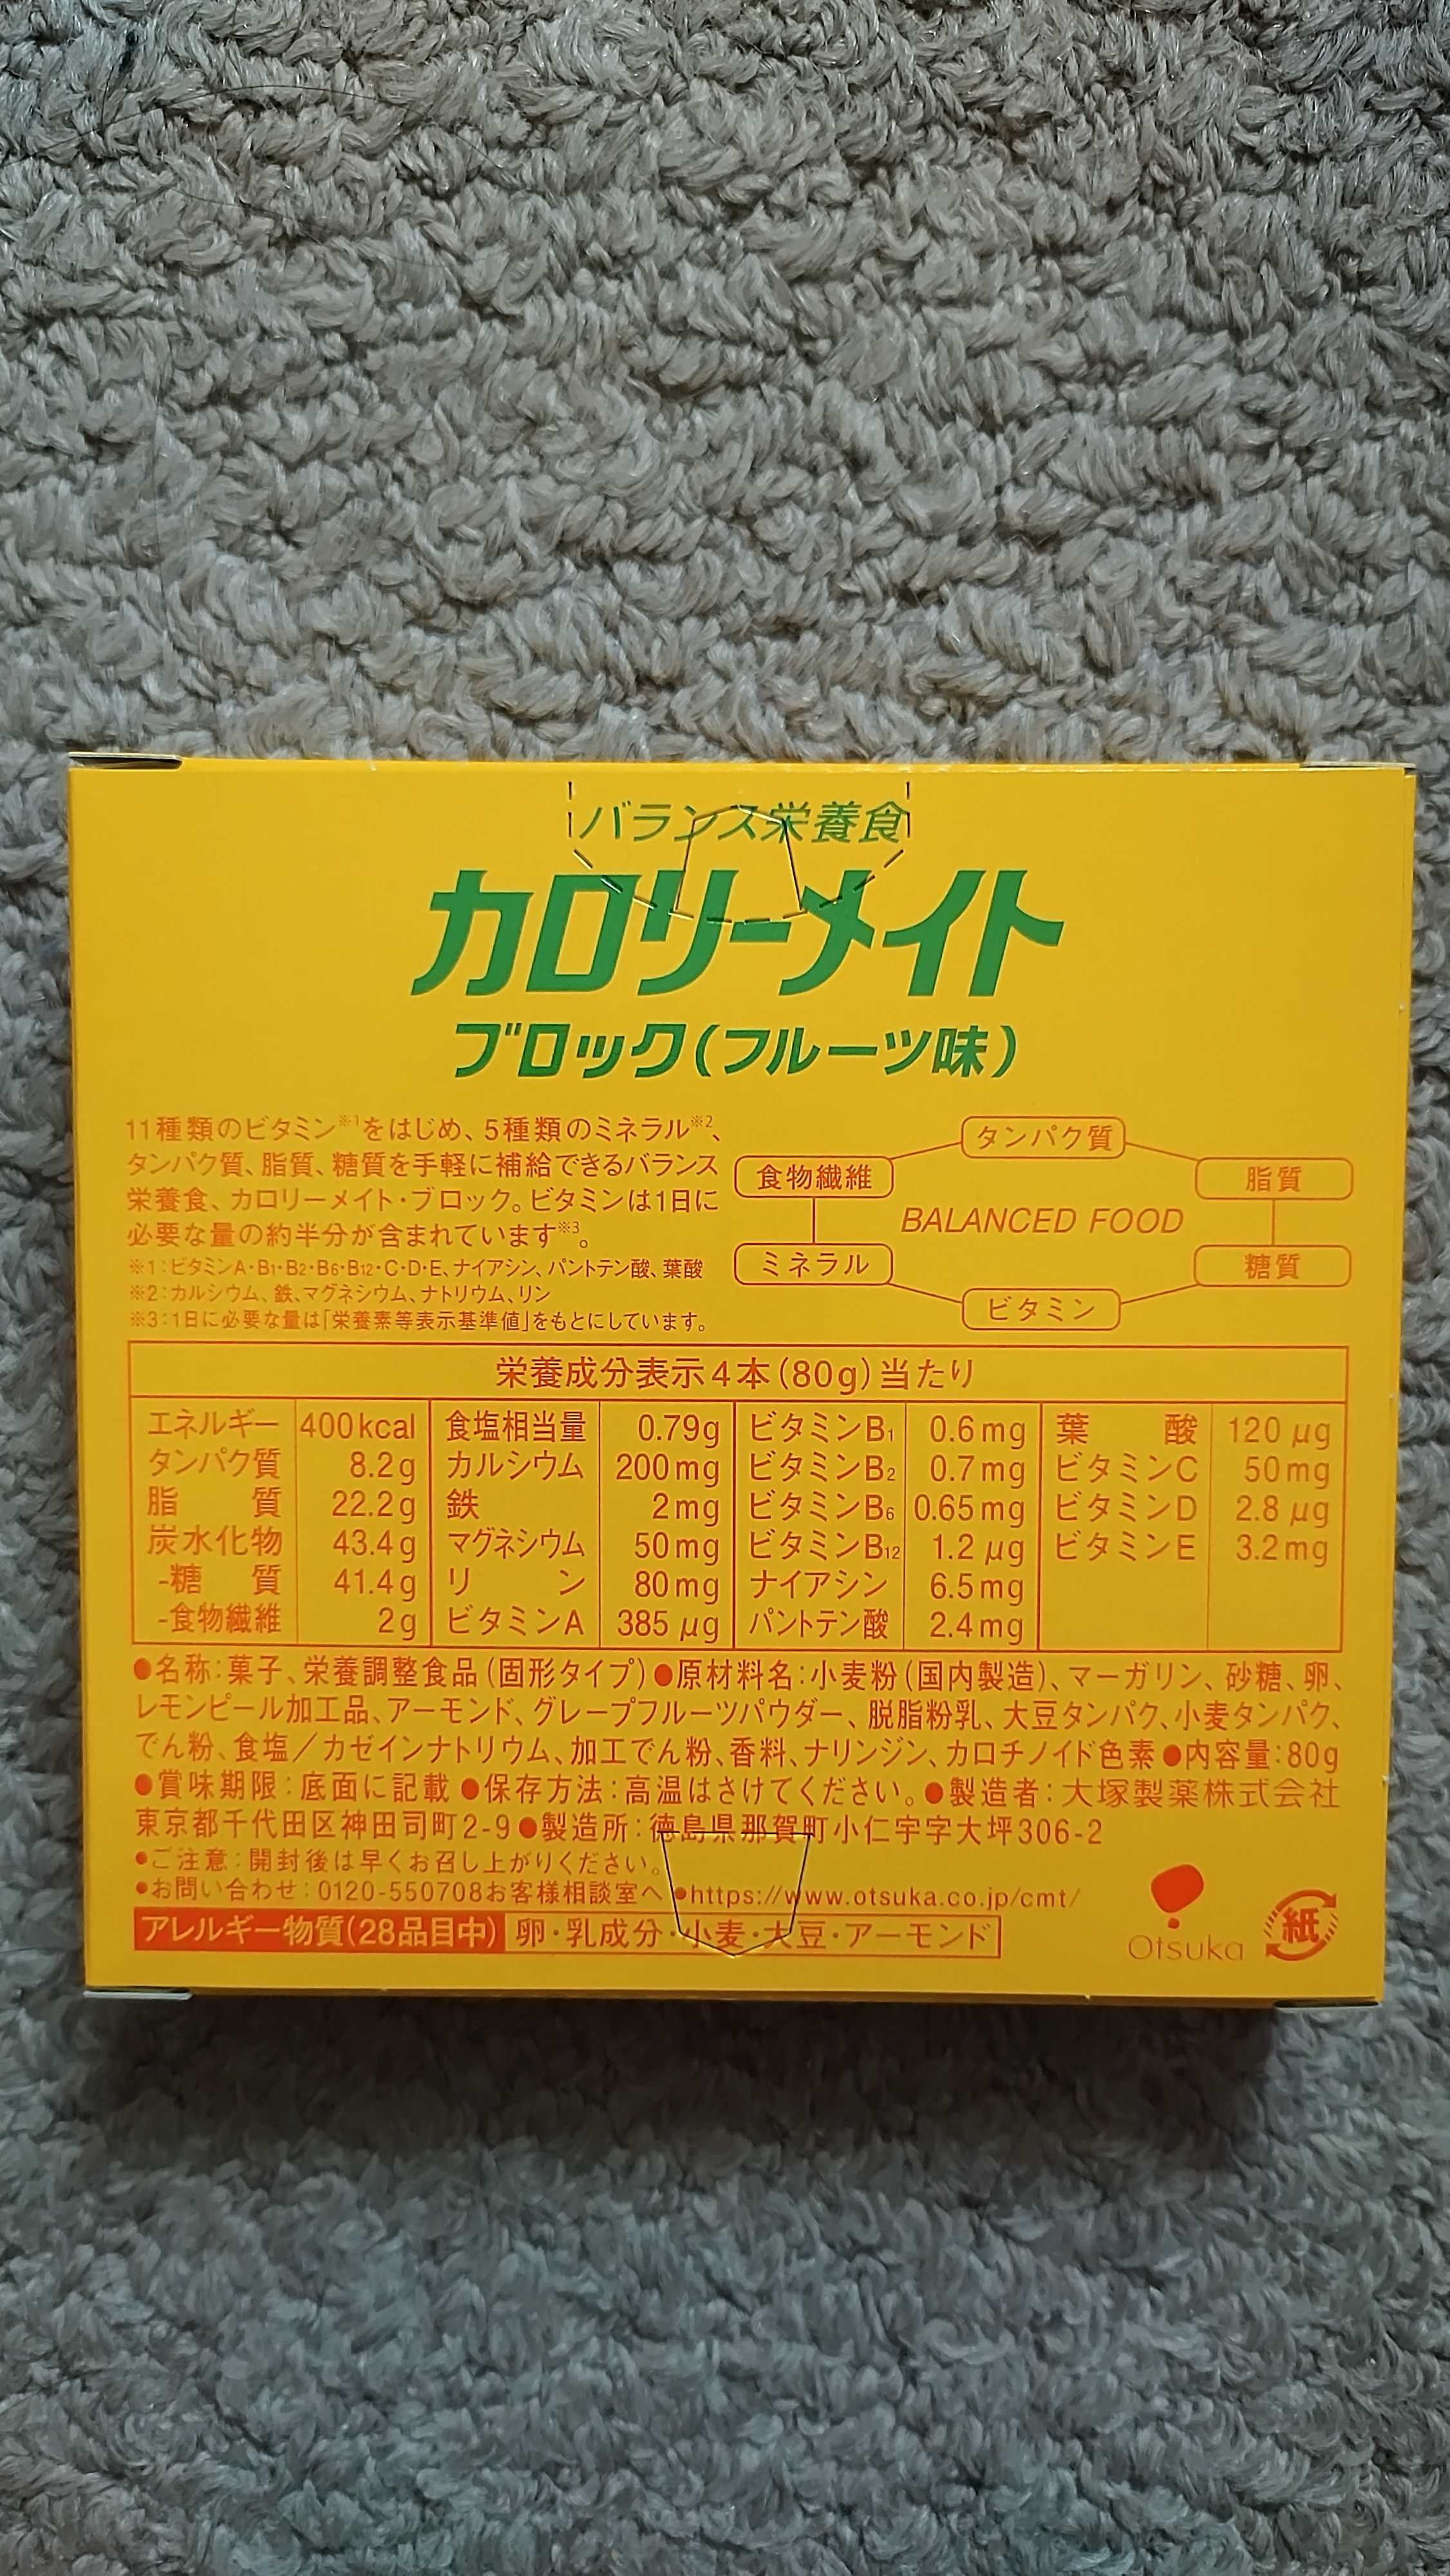 バランス栄養食
カロリーメイト
ブロック(フルーツ味)
11種類のビタミン※1をはじめ、5種類のミネラル※2、
タンパク質、脂質、糖質を手軽に補給できるバランス
栄養食、カロリーメイト・ブロック。ビタミンは1日に
必要な量の約半分が含まれています※3。
※1:ビタミンA・B1・B2・B6・B12・C・D・E、ナイアシン、パントテン酸、葉酸
※2:カルシウム、鉄、マグネシウム、ナトリウム、リン
※3:1日に必要な量は「栄養素等表示基準値」をもとにしています。
タンパク質
食物繊維 脂質
BALANCED FOOD
ミネラル 糖質
ビタミン
栄養成分表示4本(80g)当たり
エネルギー 400kcal 食塩相当量 0.79g ビタミンB1 0.6mg 葉酸 120μg
タンパク質 8.2g カルシウム 200mg ビタミンB2 0.7mg ビタミンC 50mg
脂質 22.2g 鉄 2mg ビタミンB6 0.65mg ビタミンD 2.8μg
炭水化物 43.4g マグネシウム 50mg ビタミンB12 1.2μg ビタミンE 3.2mg
-糖質 41.4g リン 80mg ナイアシン 6.5mg
-食物繊維 2g ビタミンA 385μg パントテン酸 2.4mg
●名称:菓子、栄養調整食品(固形タイプ)●原材料名:小麦粉(国内製造)、マーガリン、砂糖、卵、
レモンピール加工品、アーモンド、グレープフルーツパウダー、脱脂粉乳、大豆タンパク、小麦タンパク、
でん粉、食塩/カゼインナトリウム、加工でん粉、香料、ナリンジン、カロチノイド色素●内容量:80g
●賞味期限:底面に記載●保存方法:高温はさけてください。●製造者:大塚製薬株式会社
東京都千代田区神田司町2-9●製造所:徳島県那賀町小仁宇字大坪306-2
●ご注意:開封後は早くお召し上がりください。
●お問い合わせ:0120-550708お客様相談室へ●https://www.otsuka.co.jp/cmt/
アレルギー物質(28品目中) 卵・乳成分・小麦・大豆・アーモンド
Otsuka
紙